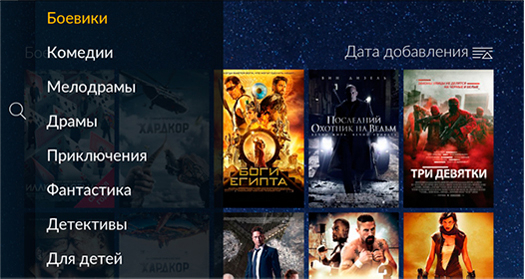 Боевики
Комедии
Мелодрамы
Драмы
Приключения
Фантастика
Детективы
Для детей
Дата добавления
ХАРДКОР
БОГИ
ЕГИПТА
ВИН ДИЗЕЛЬ
ПОСЛЕДНИЙ
ОХОТНИК НА ВЕДЬМ
ТРИ ДЕВЯТКИ
ХАРДКОР